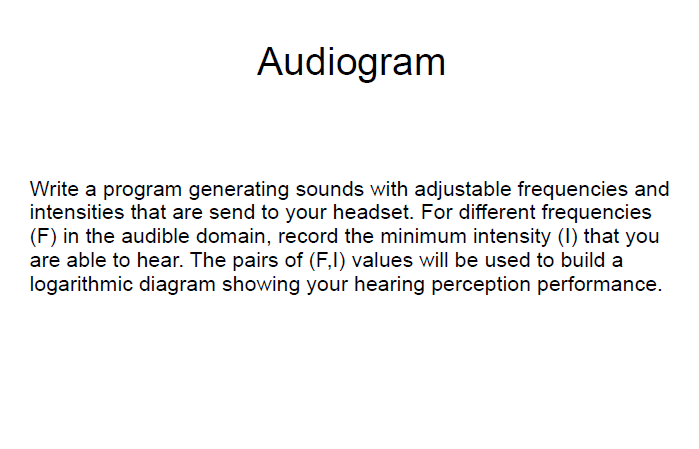 Audiogram
Write a program generating sounds with adjustable frequencies and
intensities that are send to your headset. For different frequencies
(F) in the audible domain, record the minimum intensity (I) that you
are able to hear. The pairs of (F,I) values will be used to build a
logarithmic diagram showing your hearing perception performance.